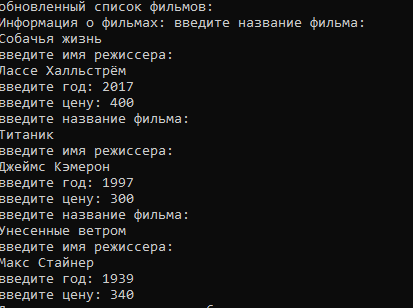 обновленный список фильмов:
Информация о фильмах: введите название фильма:
Собачья жизнь
введите имя режиссера:
Лассе Халльстрём
введите год: 2017
введите цену: 400
введите название фильма:
Титаник
введите имя режиссера:
Джеймс Кэмерон
введите год: 1997
введите цену: 300
введите название фильма:
Унесенные ветром
введите имя режиссера:
Макс Стайнер
введите год: 1939
введите цену: 340